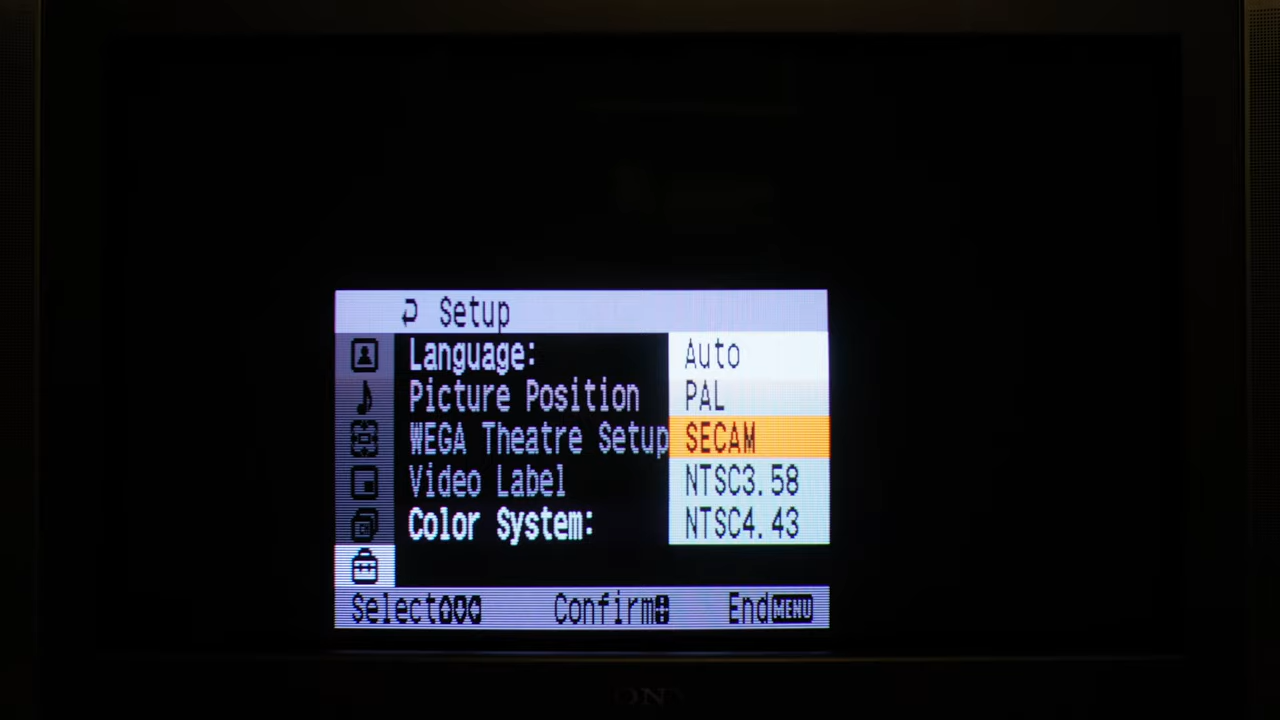 Setup
Language:
Auto
Picture Position
PAL
WEGA Theatre Setup
SECAM
Video Label
NTSC3.58
Color System:
NTSC4.43
Select
Confirm
End MENU